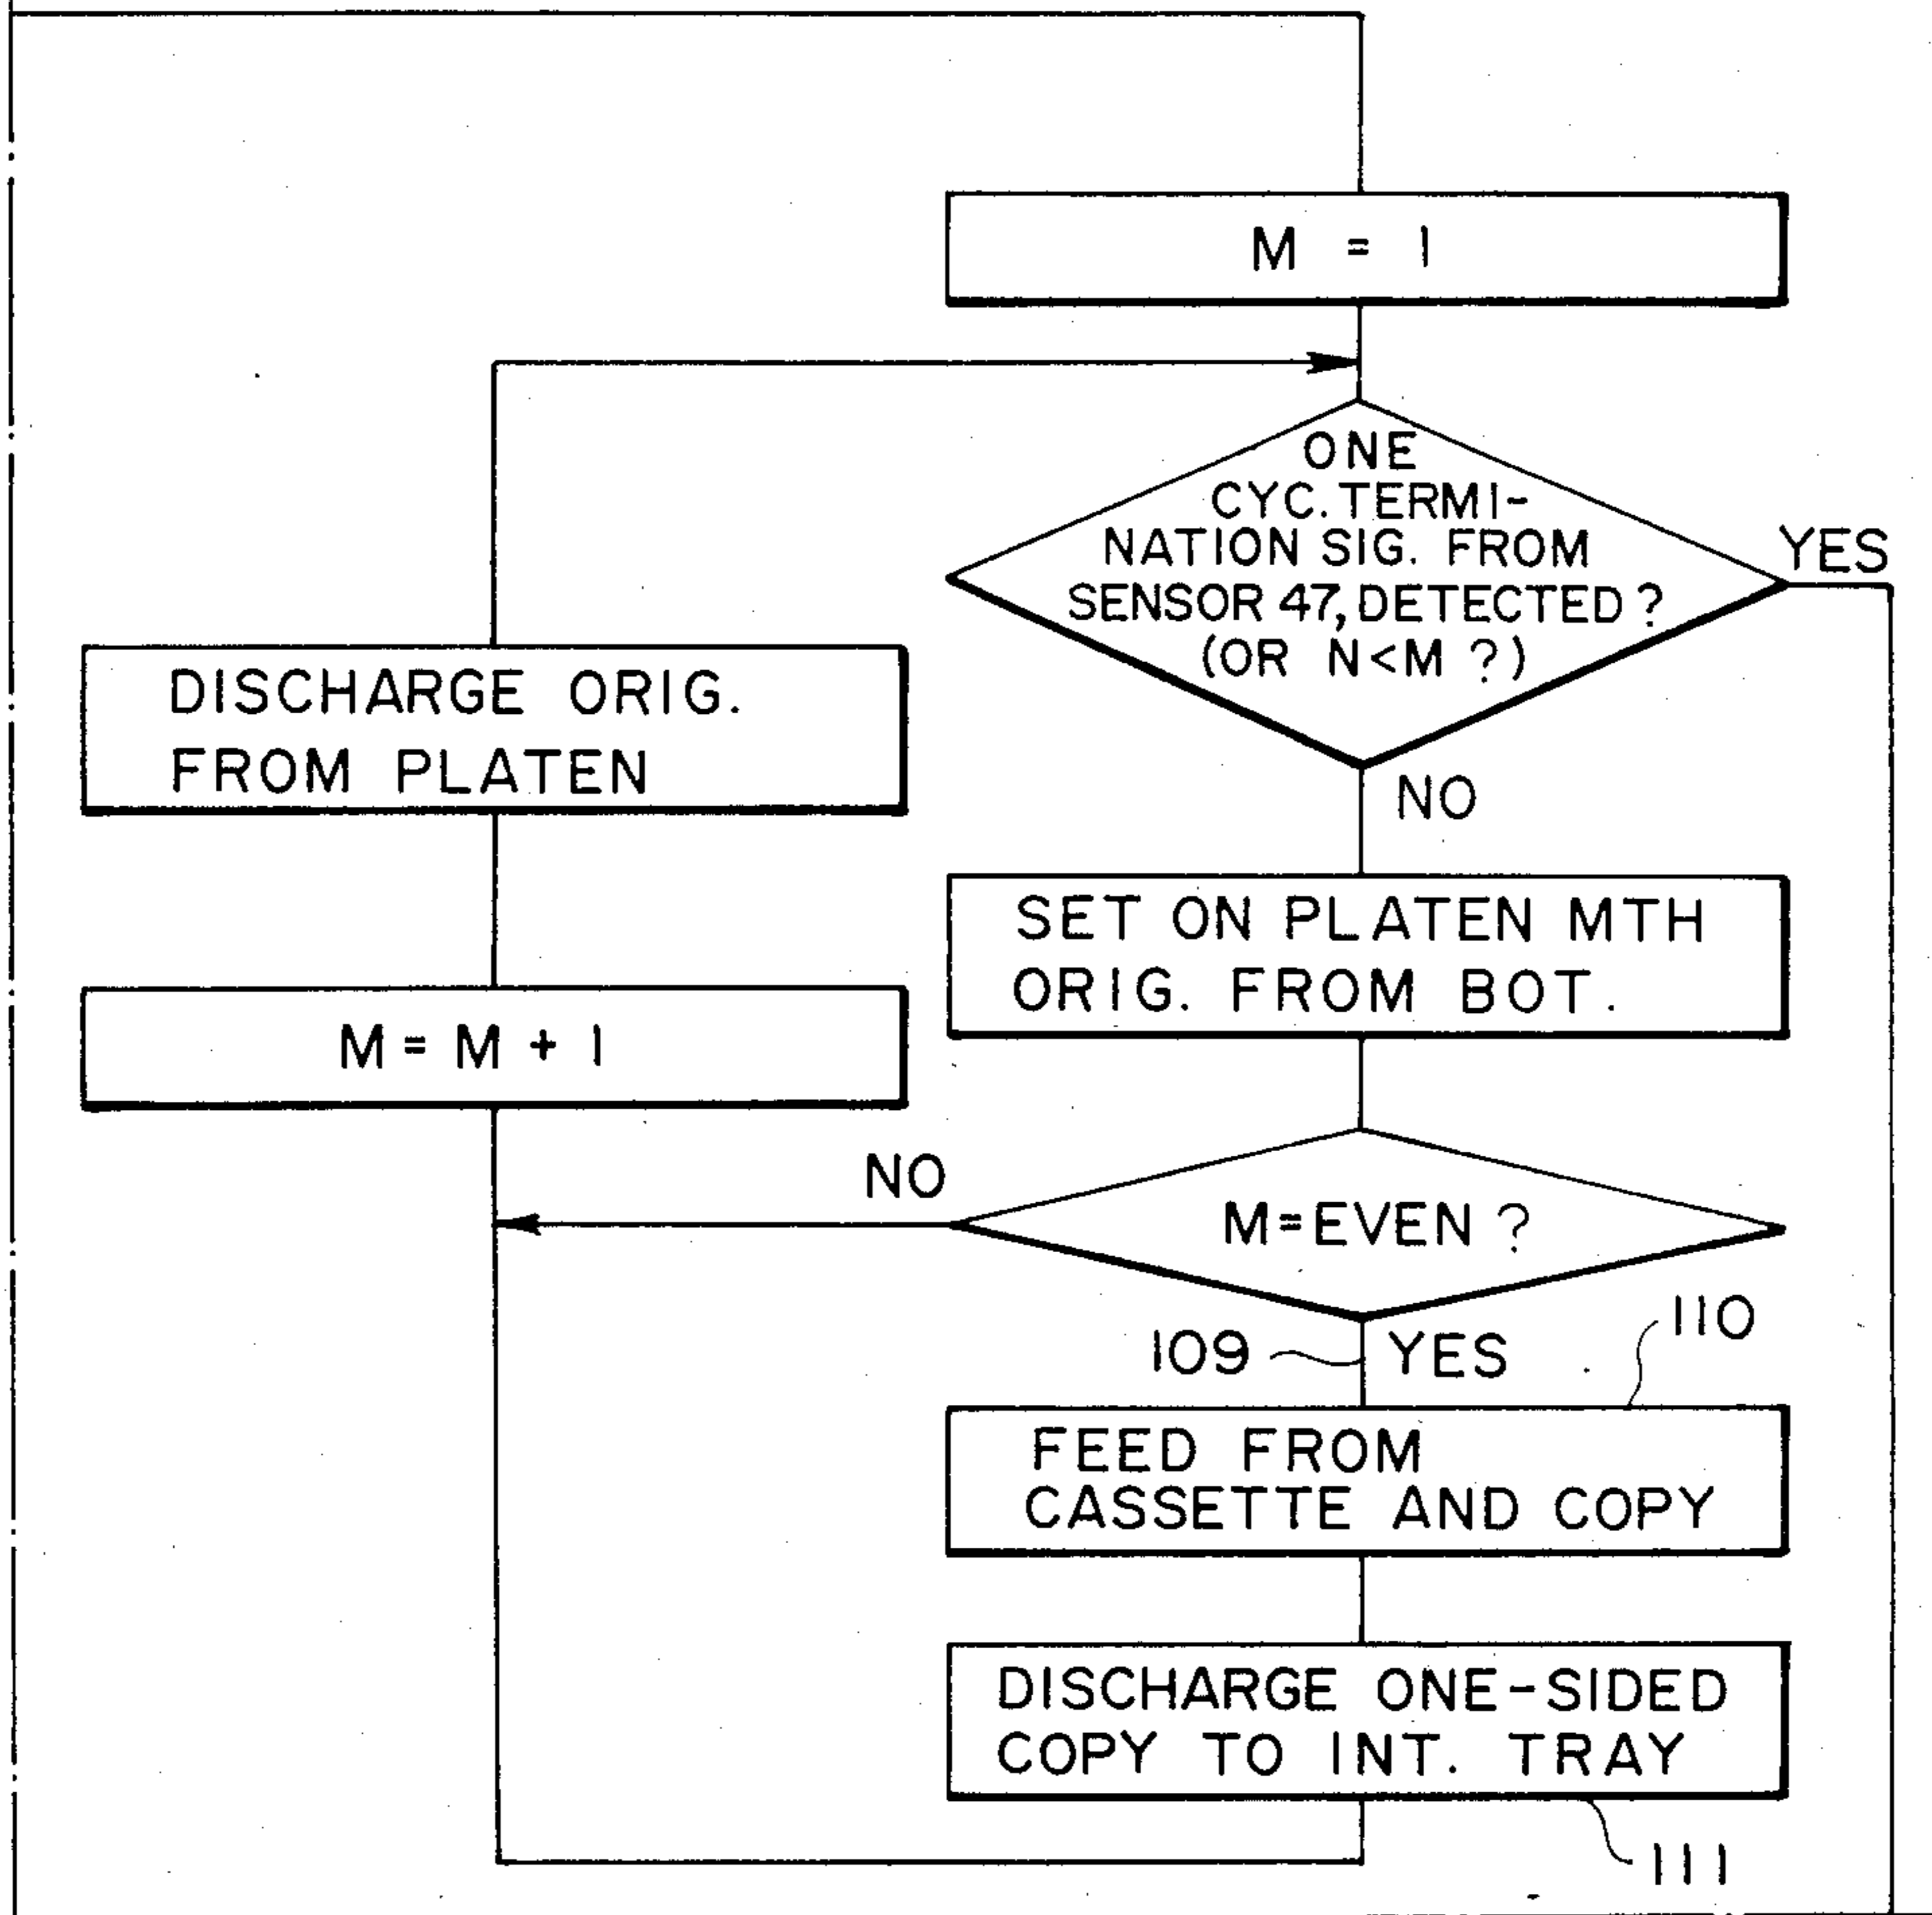 M = 1
ONE
CYC. TERMI-
NATION SIG. FROM
SENSOR 47, DETECTED ?
(OR N<M ?)
YES
NO
DISCHARGE ORIG.
FROM PLATEN
SET ON PLATEN MTH
ORIG. FROM BOT.
M = M + 1
NO
M=EVEN ?
109
YES
110
FEED FROM
CASSETTE AND COPY
DISCHARGE ONE-SIDED
COPY TO INT. TRAY
111